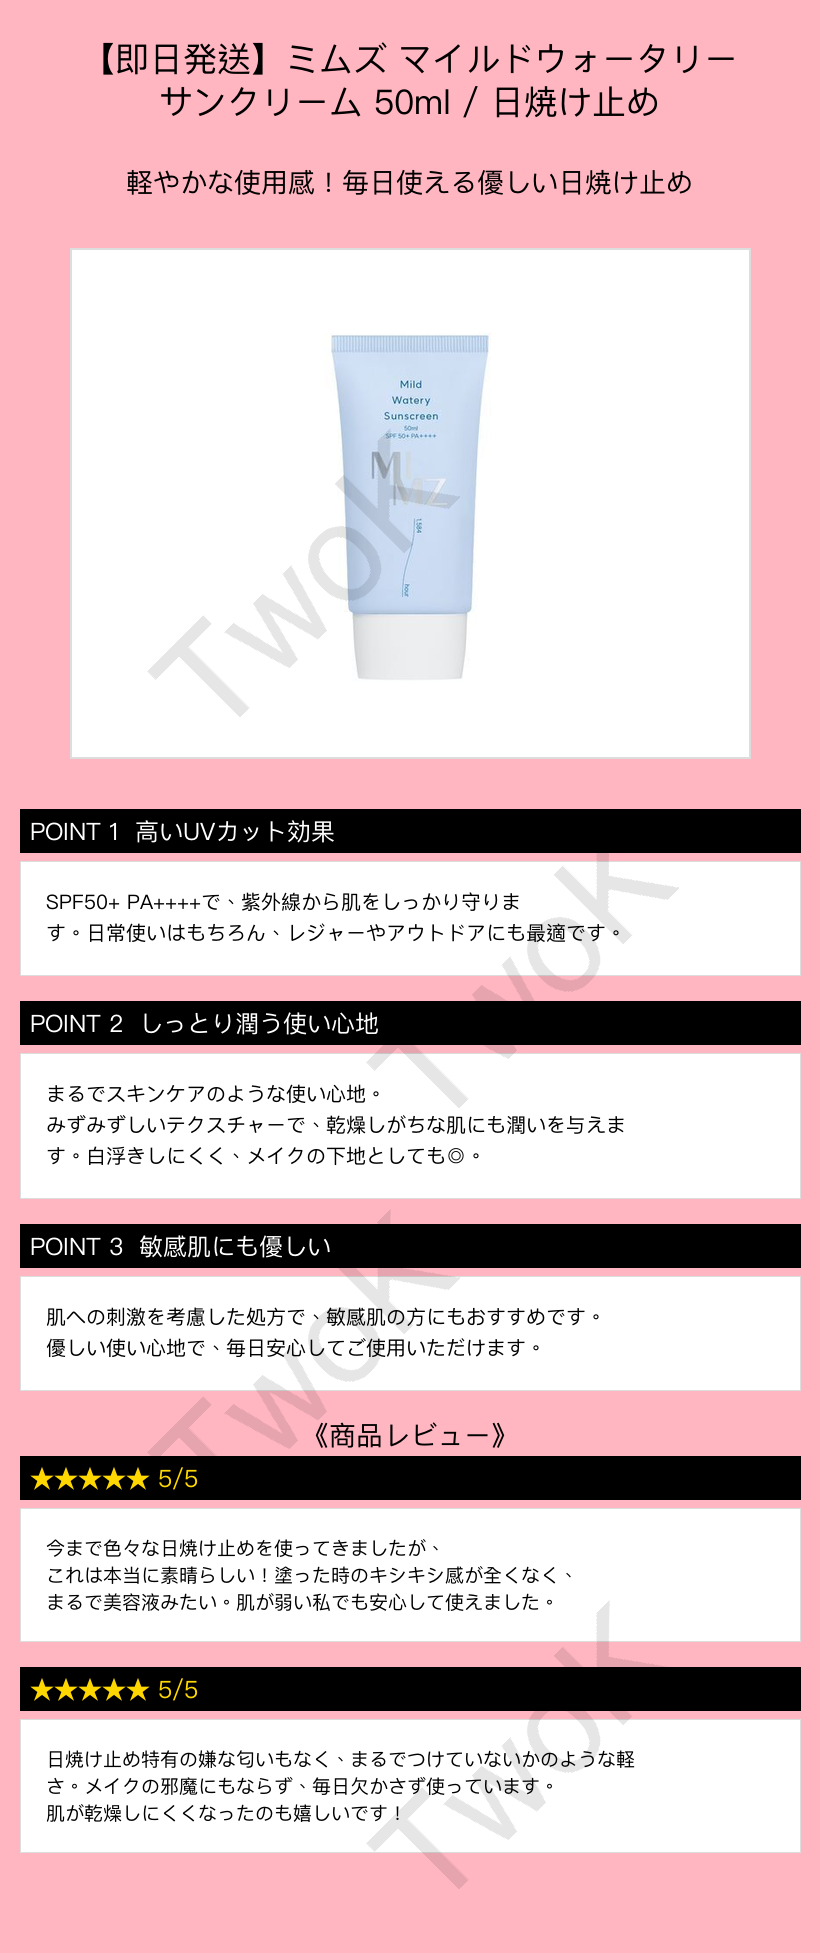 【即日発送】ミムズ マイルドウォータリー
サンクリーム 50ml / 日焼け止め
軽やかな使用感！毎日使える優しい日焼け止め
Mild
Watery
Sunscreen
50ml
SPF 50+ PA++++
MIMZ
1,584
hour
Twok
POINT 1 高いUVカット効果
SPF50+ PA++++で、紫外線から肌をしっかり守りま
す。日常使いはもちろん、レジャーやアウトドアにも最適です。
Twok
POINT 2 しっとり潤う使い心地
まるでスキンケアのような使い心地。
みずみずしいテクスチャーで、乾燥しがちな肌にも潤いを与えま
す。白浮きしにくく、メイクの下地としても◎。
POINT 3 敏感肌にも優しい
肌への刺激を考慮した処方で、敏感肌の方にもおすすめです。
優しい使い心地で、毎日安心してご使用いただけます。
Twok
《商品レビュー》
★★★★★ 5/5
今まで色々な日焼け止めを使ってきましたが、
これは本当に素晴らしい！塗った時のキシキシ感が全くなく、
まるで美容液みたい。肌が弱い私でも安心して使えました。
★★★★★ 5/5
日焼け止め特有の嫌な匂いもなく、まるでつけていないかのような軽
さ。メイクの邪魔にもならず、毎日欠かさず使っています。
肌が乾燥しにくくなったのも嬉しいです！
Twok